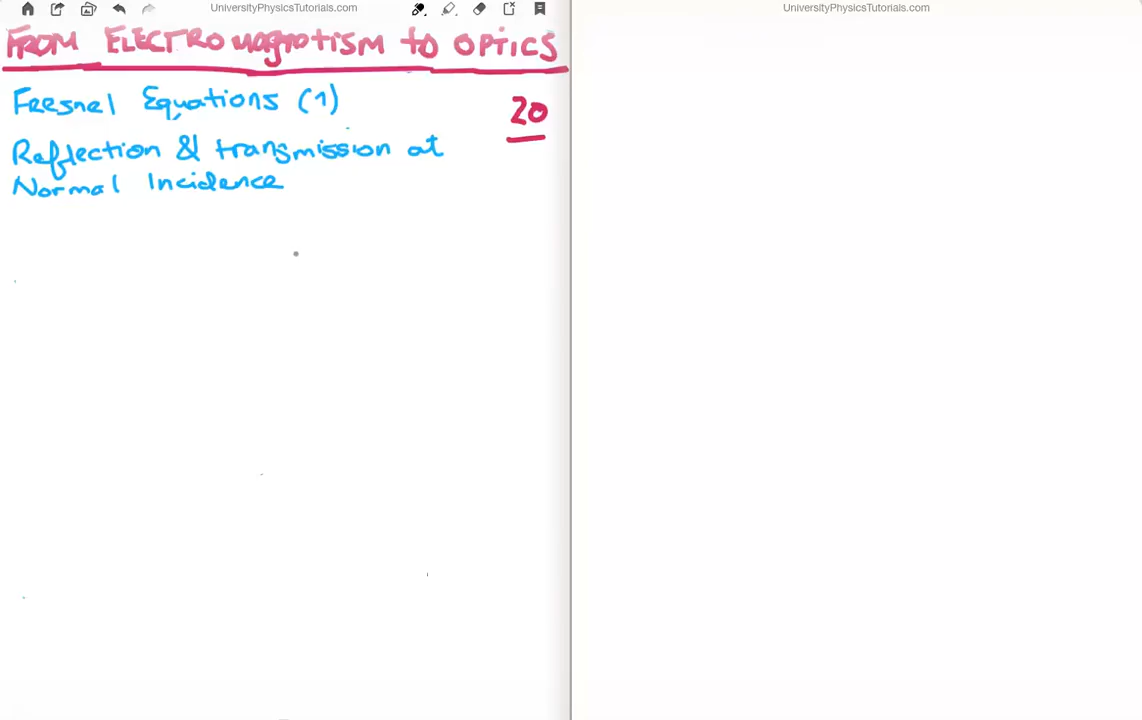 UniversityPhysicsTutorials.com
UniversityPhysicsTutorials.com
FROM ELECTROMAGNETISM to OPTICS
Fresnel Equations (1)
20
Reflection & transmission at
Normal Incidence